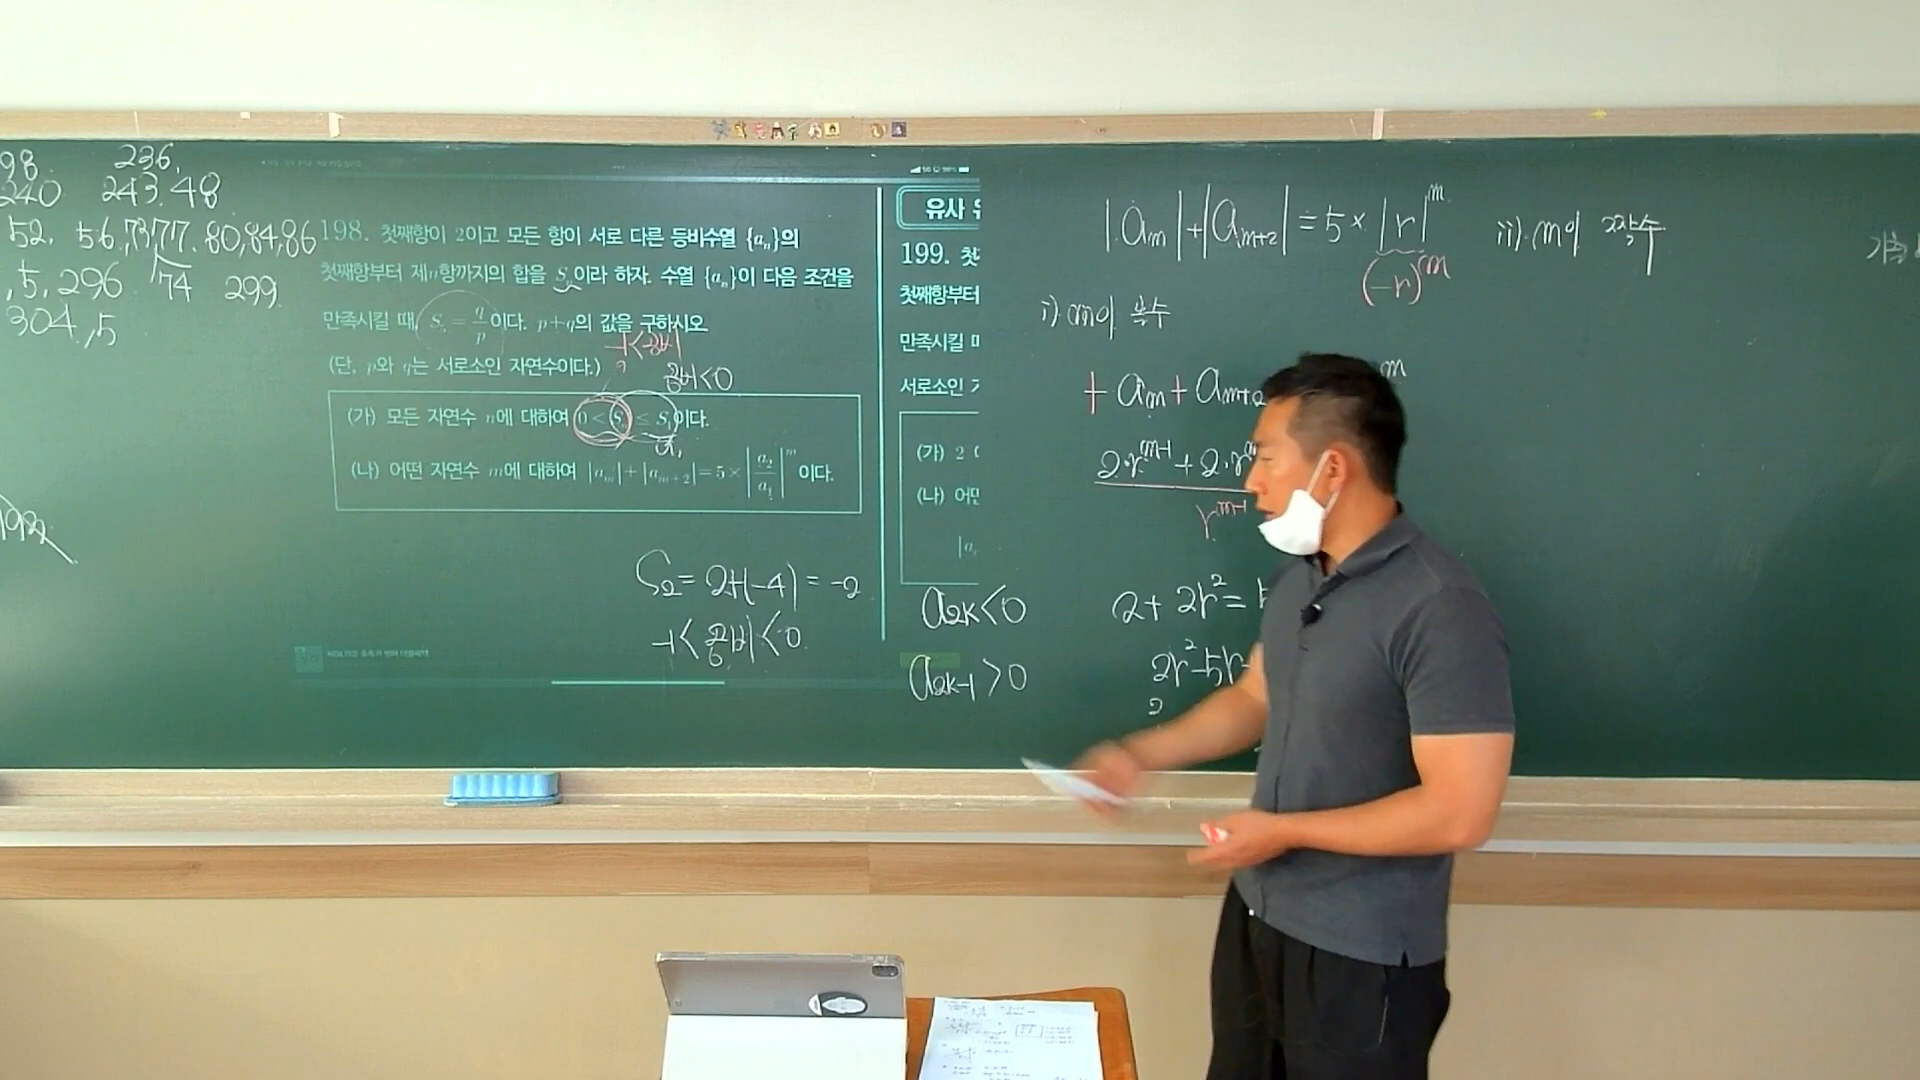 98 236,
240 243.48
52. 56,73,77. 80,84,86
,5,296 74 299.
304,5
198. 첫째항이 2이고 모든 항이 서로 다른 등비수열 {aₙ}의
첫째항부터 제n항까지의 합을 Sₙ이라 하자. 수열 {aₙ}이 다음 조건을
만족시킬 때, S = q/p 이다. p+q의 값을 구하시오
(단, p와 q는 서로소인 자연수이다.)
<0
(가) 모든 자연수 n에 대하여 0 < Sₙ ≤ S₁이다.
a₁
(나) 어떤 자연수 m에 대하여 |aₘ|+|aₘ₊₂|=5×|a₂/a₁|ᵐ 이다.
S₂= 2+(-4) = -2
-1< 공비 <0
유사 유
199. 첫
첫째항부터
만족시킬 때
서로소인 자
(가) 2
(나) 어떤
|a
a₂ₖ<0
a₂ₖ₋₁>0
|aₘ|+|aₘ₊₂|=5×|r|ᵐ
(-r)ᵐ
i) m이 홀수
+ aₘ+ aₘ₊₂ m
2·rᵐ⁻¹+2·r
rᵐ⁻¹
2+2r²=
2r²-5r
2
ii) m이 짝수